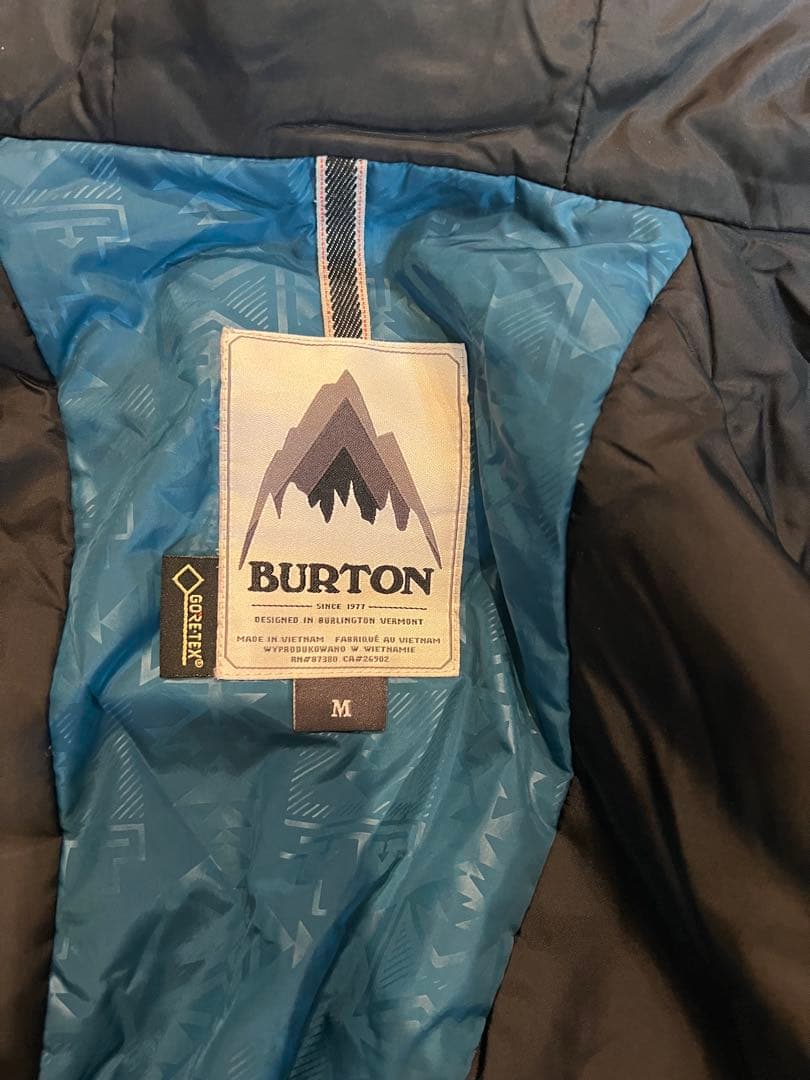 BURTON
SINCE 1977
DESIGNED IN BURLINGTON VERMONT
MADE IN VIETNAM FABRIQUÉ AU VIETNAM
WYPRODUKOWANO W WIETNAMIE
RN#87380 CA#26902
GORE-TEX®
M